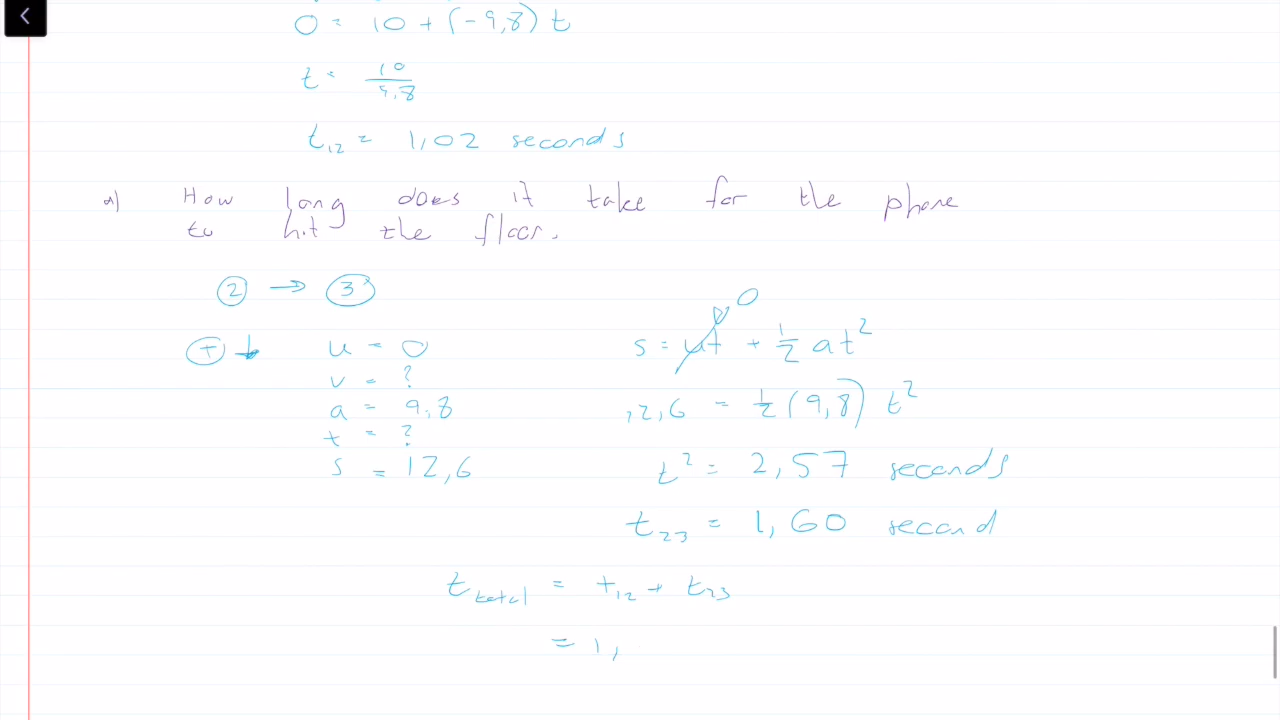 0 = 10 + (-9,8) t
t = 10/9,8
t12 = 1,02 seconds
d) How long does it take for the phone
to hit the floor.
2 → 3
+ ↓
u = 0
v = ?
a = 9,8
t = ?
s = 12,6
0
s = ut + 1/2 at²
12,6 = 1/2 (9,8) t²
t² = 2,57 seconds
t23 = 1,60 second
t total = t12 + t23
= 1,